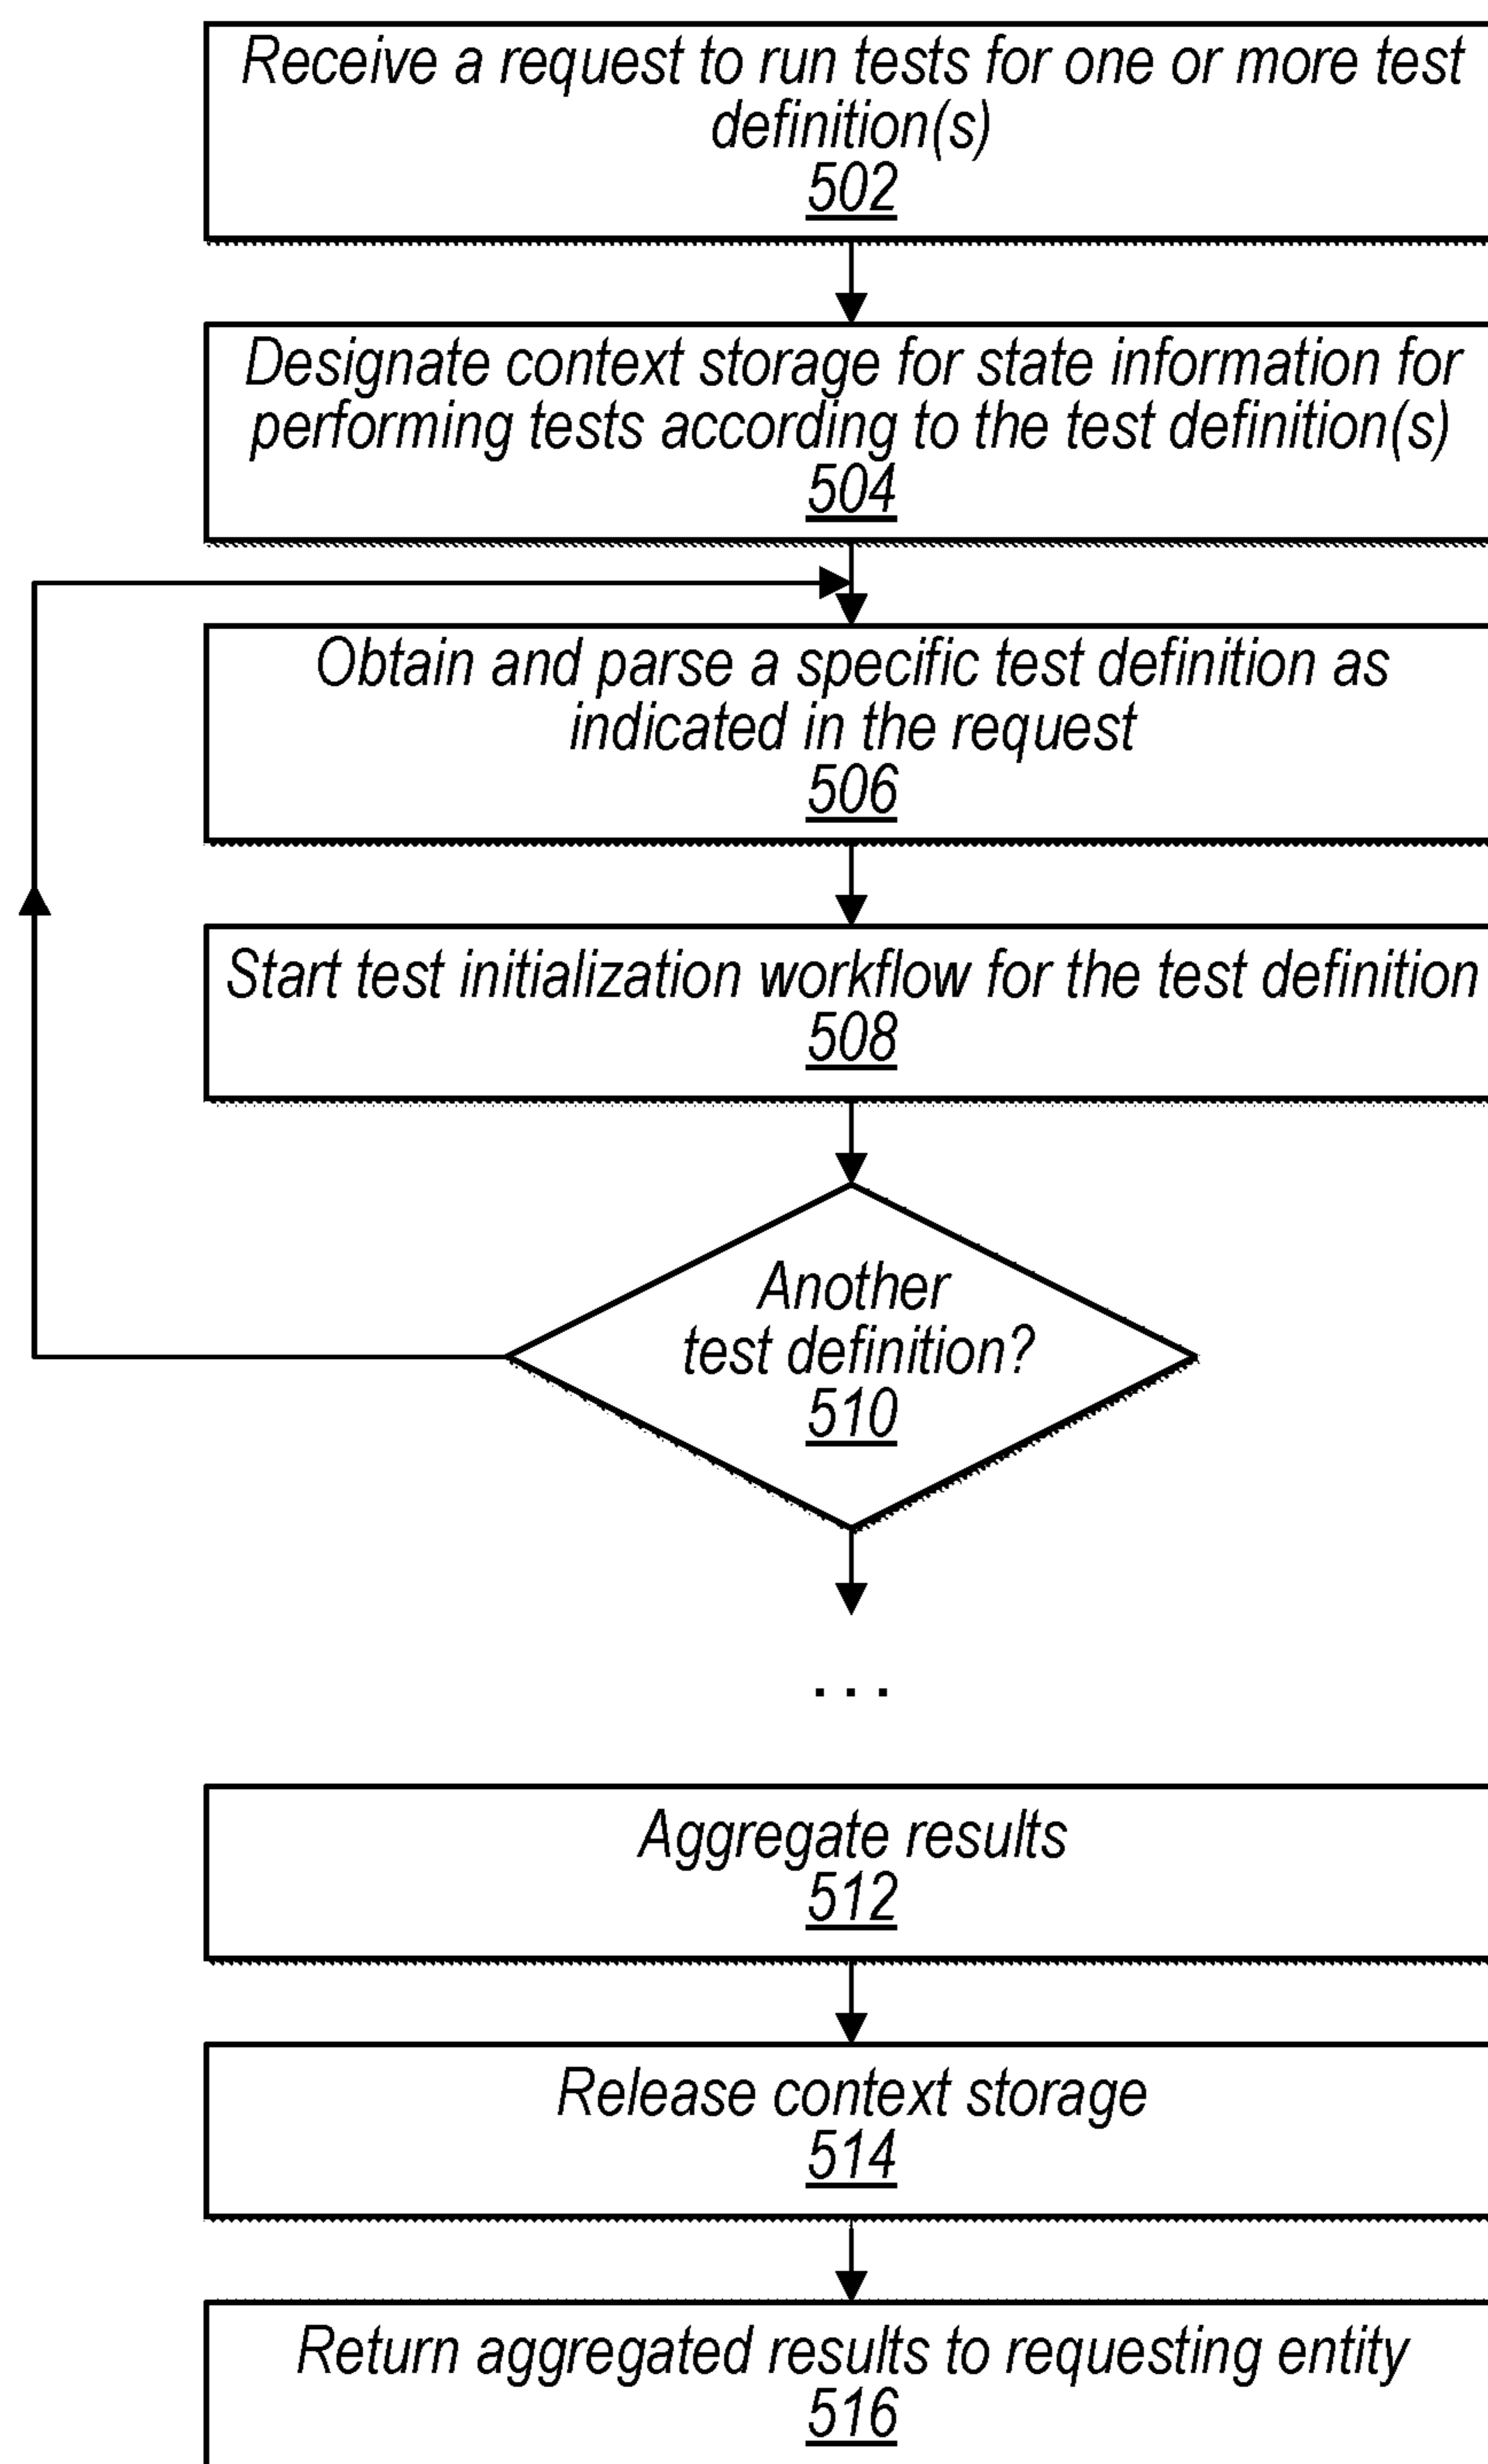 Receive a request to run tests for one or more test
definition(s)
502
Designate context storage for state information for
performing tests according to the test definition(s)
504
Obtain and parse a specific test definition as
indicated in the request
506
Start test initialization workflow for the test definition
508
Another
test definition?
510
...
Aggregate results
512
Release context storage
514
Return aggregated results to requesting entity
516